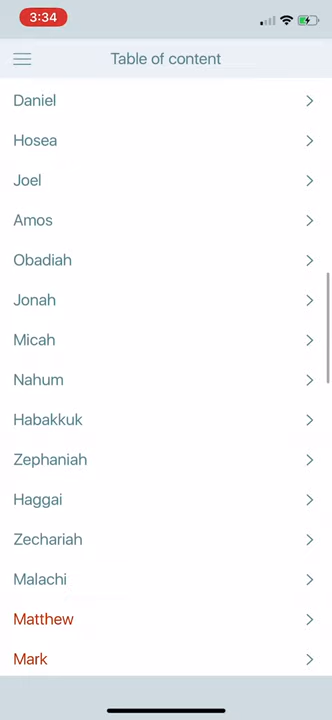 3:34
Table of content
Daniel
Hosea
Joel
Amos
Obadiah
Jonah
Micah
Nahum
Habakkuk
Zephaniah
Haggai
Zechariah
Malachi
Matthew
Mark